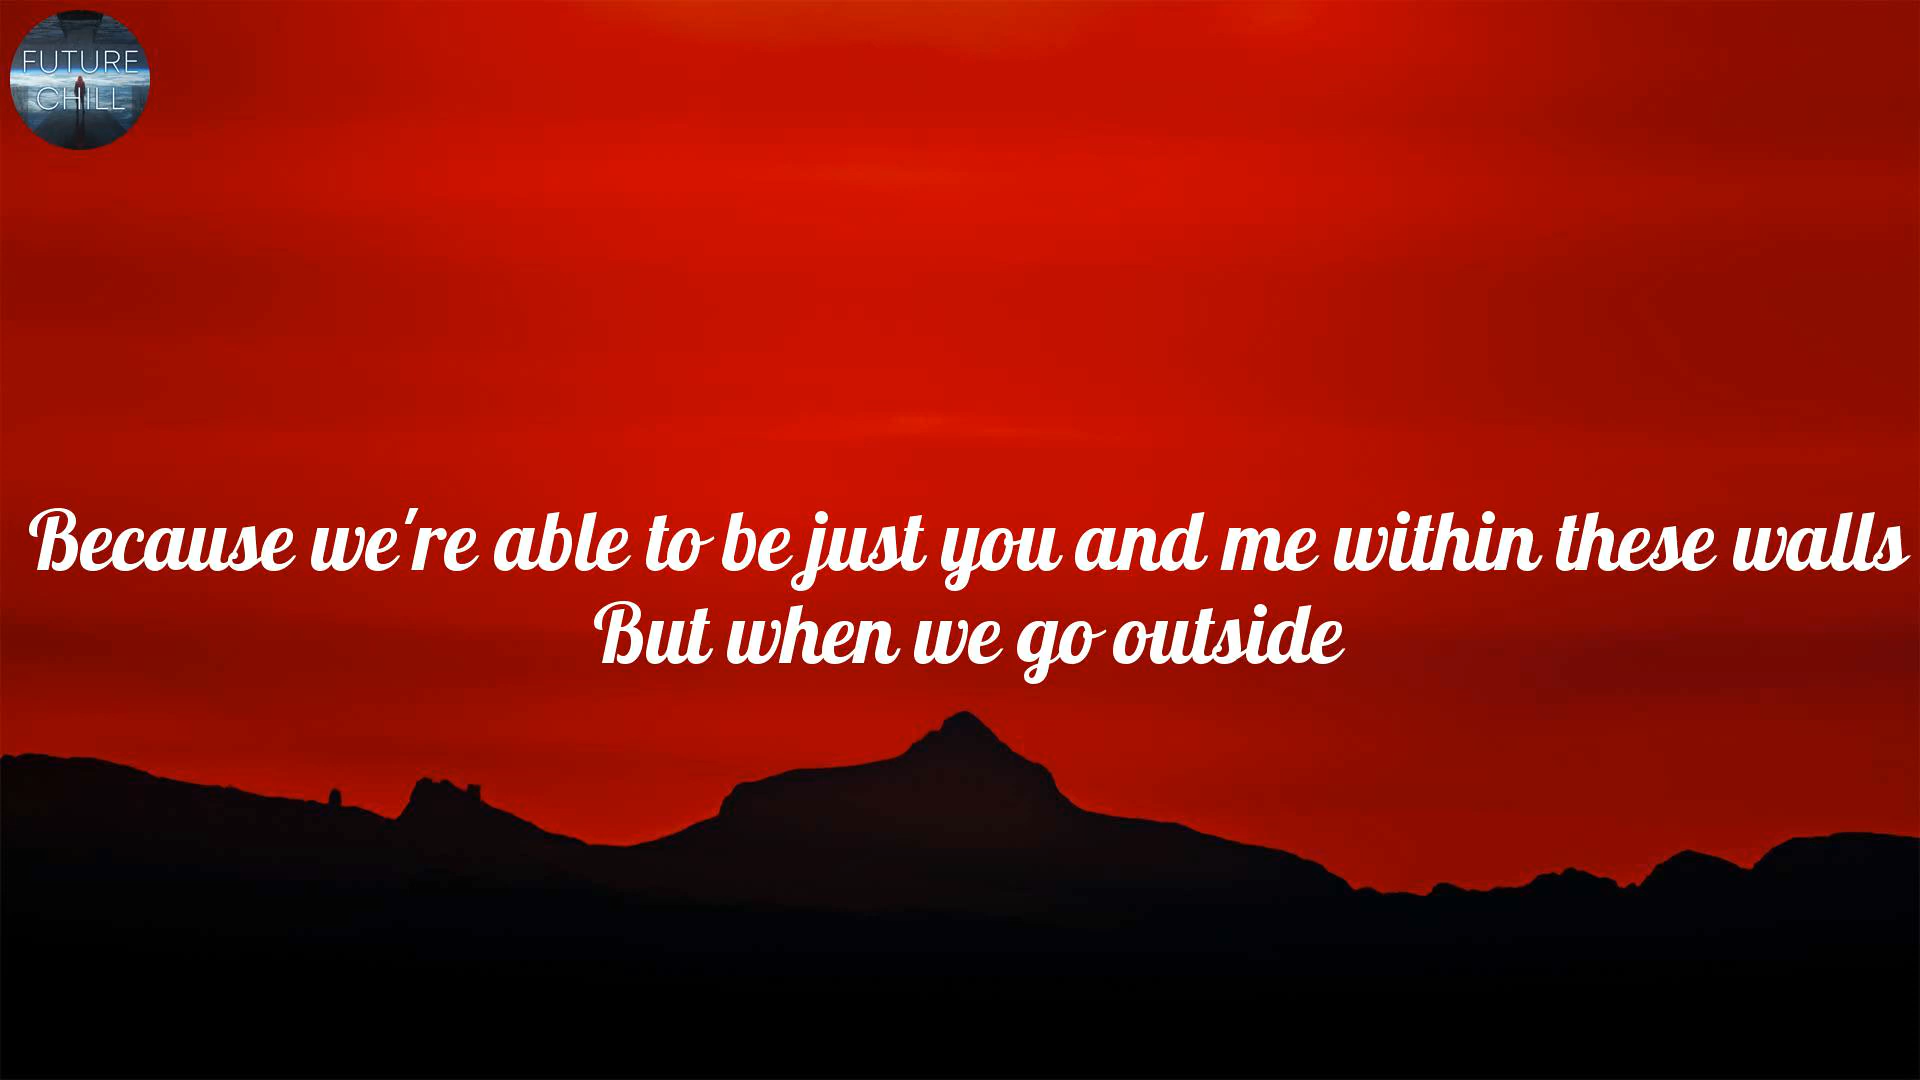 FUTURE
CHILL
Because we're able to be just you and me within these walls
But when we go outside